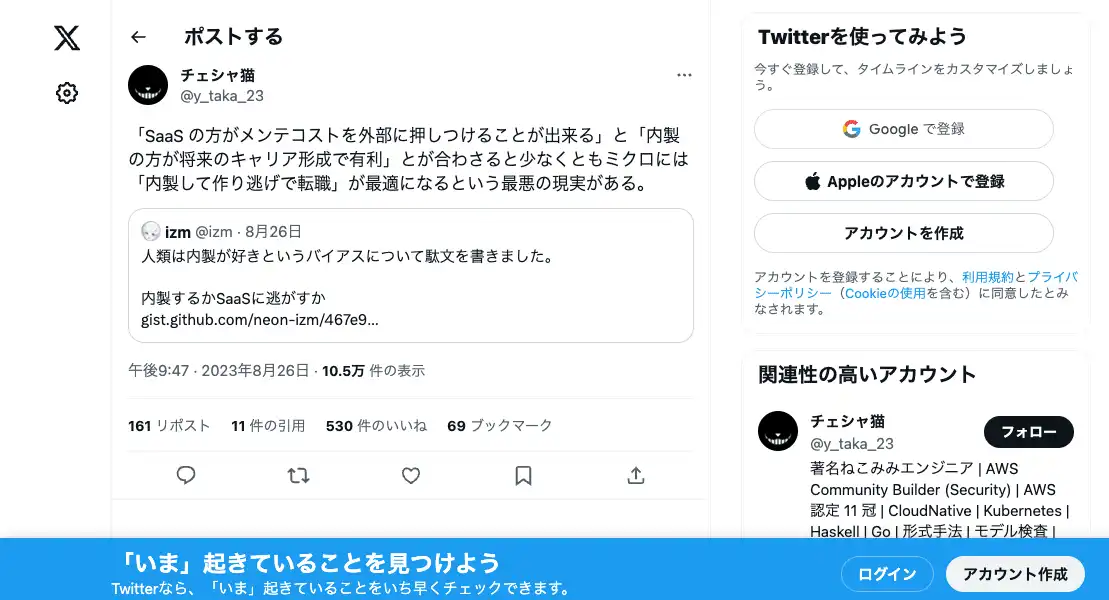 ポストする
チェシャ猫
@y_taka_23
「SaaS の方がメンテコストを外部に押しつけることが出来る」と「内製
の方が将来のキャリア形成で有利」とが合わさると少なくともミクロには
「内製して作り逃げで転職」が最適になるという最悪の現実がある。
izm @izm · 8月26日
人類は内製が好きというバイアスについて駄文を書きました。
内製するかSaaSに逃がすか
gist.github.com/neon-izm/467e9...
午後9:47 · 2023年8月26日 · 10.5万 件の表示
161 リポスト 11 件の引用 530 件のいいね 69 ブックマーク
Twitterを使ってみよう
今すぐ登録して、タイムラインをカスタマイズしましょ
う。
Google で登録
Appleのアカウントで登録
アカウントを作成
アカウントを登録することにより、利用規約とプライバ
シーポリシー（Cookieの使用を含む）に同意したとみ
なされます。
関連性の高いアカウント
チェシャ猫
@y_taka_23
フォロー
著名ねこみみエンジニア | AWS
Community Builder (Security) | AWS
認定 11 冠 | CloudNative | Kubernetes |
Haskell | Go | 形式手法 | モデル検査 |
「いま」起きていることを見つけよう
Twitterなら、「いま」起きていることをいち早くチェックできます。
ログイン
アカウント作成